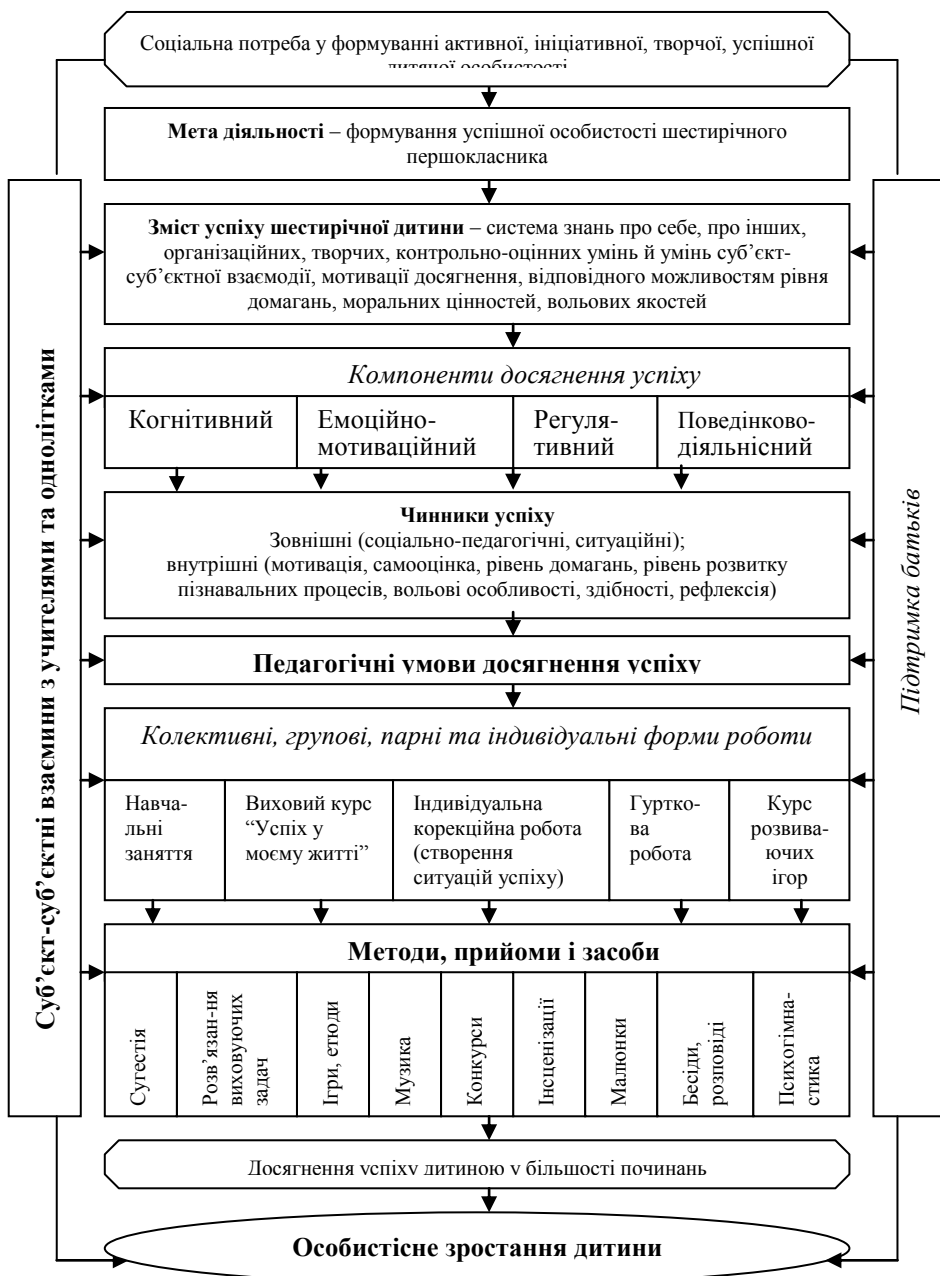 Соціальна потреба у формуванні активної, ініціативної, творчої, успішної
дитячої особистості
Мета діяльності – формування успішної особистості шестирічного
першокласника
Зміст успіху шестирічної дитини – система знань про себе, про інших,
організаційних, творчих, контрольно-оцінних умінь й умінь суб’єкт-
суб’єктної взаємодії, мотивації досягнення, відповідного можливостям рівня
домагань, моральних цінностей, вольових якостей
Компоненти досягнення успіху
Когнітивний
Емоційно-
мотиваційний
Регуля-
тивний
Поведінково-
діяльнісний
Чинники успіху
Зовнішні (соціально-педагогічні, ситуаційні);
внутрішні (мотивація, самооцінка, рівень домагань, рівень розвитку
пізнавальних процесів, вольові особливості, здібності, рефлексія)
Педагогічні умови досягнення успіху
Колективні, групові, парні та індивідуальні форми роботи
Навча-
льні
заняття
Виховий курс
“Успіх у
моєму житті”
Індивідуальна
корекційна робота
(створення
ситуацій успіху)
Гуртко-
ва
робота
Курс
розвива-
ючих
ігор
Методи, прийоми і засоби
Сугестія
Розв’язан-ня
виховуючих
задач
Ігри, етюди
Музика
Конкурси
Інсценізації
Малюнки
Бесіди,
розповіді
Психогімна-
стика
Досягнення успіху дитиною у більшості починань
Особистісне зростання дитини
Суб’єкт-суб’єктні взаємини з учителями та однолітками
Підтримка батьків